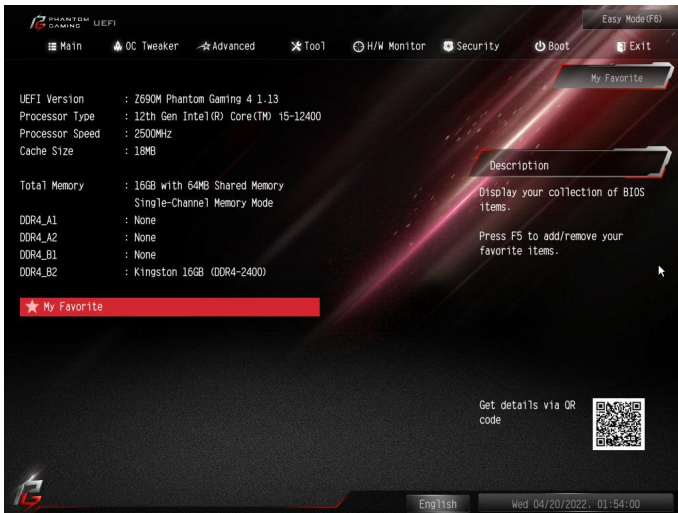 PHANTOM GAMING UEFI
Easy Mode(F6)
Main OC Tweaker Advanced Tool H/W Monitor Security Boot Exit
My Favorite
UEFI Version : Z690M Phantom Gaming 4 1.13
Processor Type : 12th Gen Intel(R) Core(TM) i5-12400
Processor Speed : 2500MHz
Cache Size : 18MB
Total Memory : 16GB with 64MB Shared Memory
Single-Channel Memory Mode
DDR4_A1 : None
DDR4_A2 : None
DDR4_B1 : None
DDR4_B2 : Kingston 16GB (DDR4-2400)
My Favorite
Description
Display your collection of BIOS
items.
Press F5 to add/remove your
favorite items.
Get details via QR
code
English
Wed 04/20/2022, 01:54:00